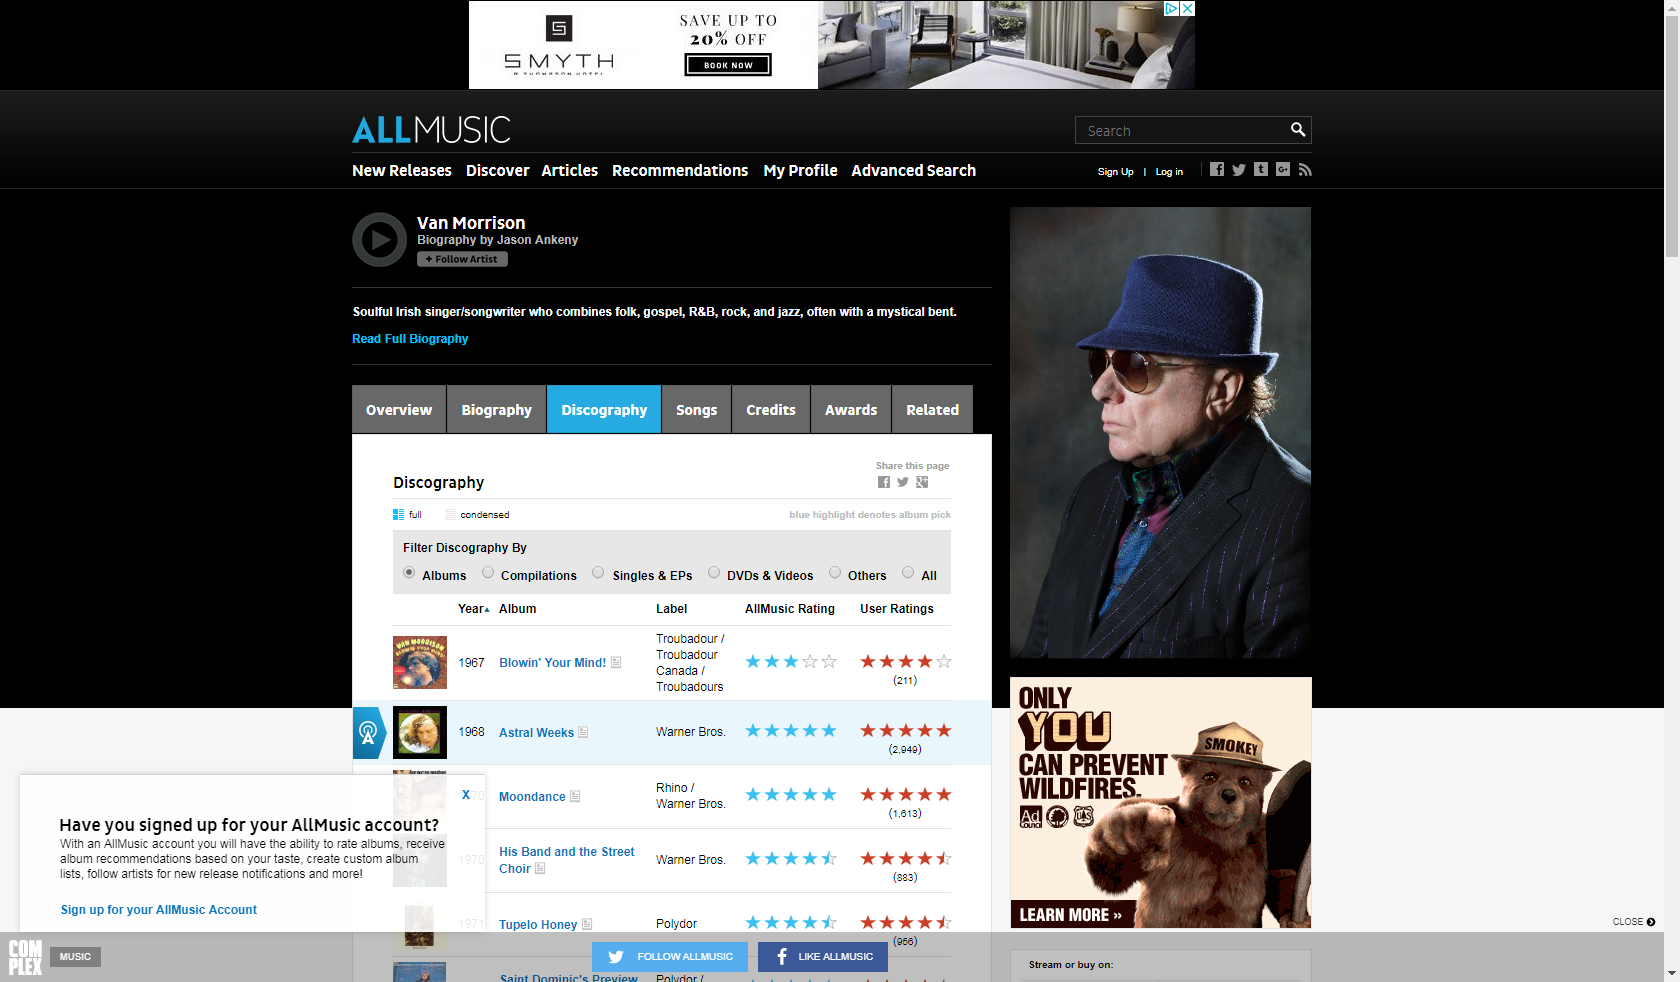 SMYTH
A THOMPSON HOTEL
SAVE UP TO
20% OFF
BOOK NOW
ALLMUSIC
Search
New Releases Discover Articles Recommendations My Profile Advanced Search
Sign Up | Log in
Van Morrison
Biography by Jason Ankeny
+ Follow Artist
Soulful Irish singer/songwriter who combines folk, gospel, R&B, rock, and jazz, often with a mystical bent.
Read Full Biography
Overview Biography Discography Songs Credits Awards Related
Share this page
Discography
full condensed blue highlight denotes album pick
Filter Discography By
Albums Compilations Singles & EPs DVDs & Videos Others All
Year Album Label AllMusic Rating User Ratings
VAN MORRISON
BLOWIN' YOUR MIND!
1967 Blowin' Your Mind!
Troubadour /
Troubadour
Canada /
Troubadours
(211)
1968 Astral Weeks Warner Bros.
(2,949)
1970 Moondance
Rhino /
Warner Bros.
(1,613)
1970 His Band and the Street
Choir
Warner Bros.
(883)
1971 Tupelo Honey Polydor
(956)
Saint Dominic's Preview Polydor /
X
Have you signed up for your AllMusic account?
With an AllMusic account you will have the ability to rate albums, receive
album recommendations based on your taste, create custom album
lists, follow artists for new release notifications and more!
Sign up for your AllMusic Account
ONLY
YOU
CAN PREVENT
WILDFIRES.
Ad
Council
SMOKEY
LEARN MORE »
CLOSE
COMPLEX
MUSIC
FOLLOW ALLMUSIC
LIKE ALLMUSIC
Stream or buy on: